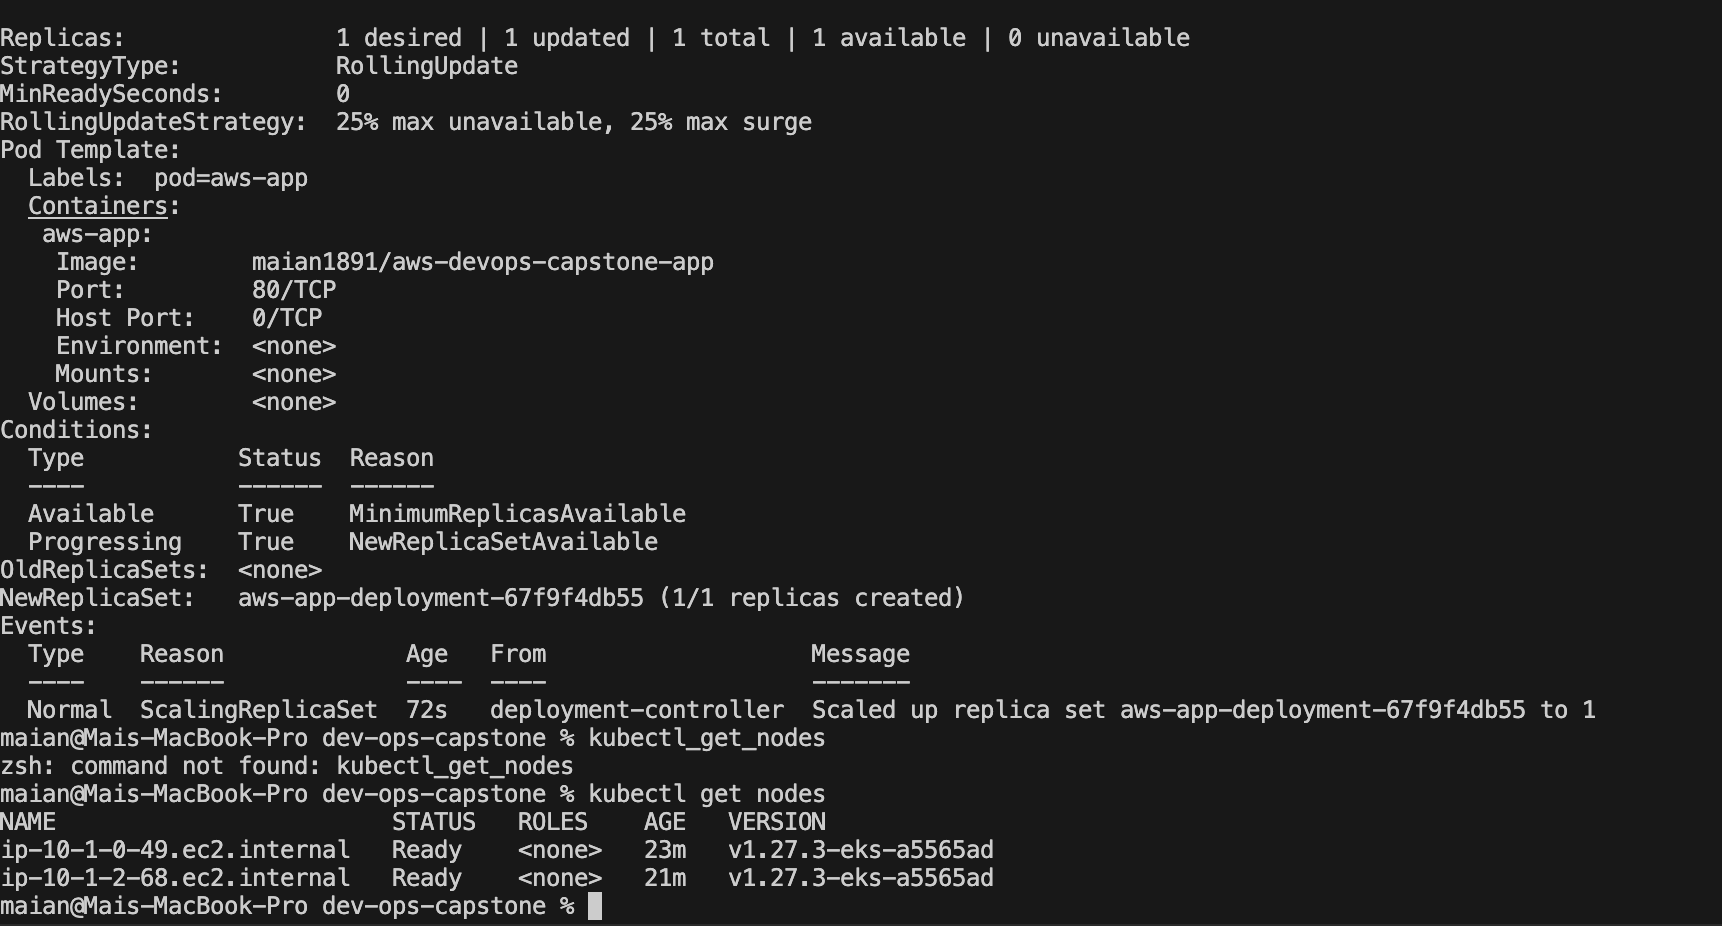 Replicas:               1 desired | 1 updated | 1 total | 1 available | 0 unavailable
StrategyType:           RollingUpdate
MinReadySeconds:        0
RollingUpdateStrategy:  25% max unavailable, 25% max surge
Pod Template:
  Labels:  pod=aws-app
  Containers:
   aws-app:
    Image:        maian1891/aws-devops-capstone-app
    Port:         80/TCP
    Host Port:    0/TCP
    Environment:  <none>
    Mounts:       <none>
  Volumes:        <none>
Conditions:
  Type           Status  Reason
  ----           ------  ------
  Available      True    MinimumReplicasAvailable
  Progressing    True    NewReplicaSetAvailable
OldReplicaSets:  <none>
NewReplicaSet:   aws-app-deployment-67f9f4db55 (1/1 replicas created)
Events:
  Type    Reason             Age   From                   Message
  ----    ------             ----  ----                   -------
  Normal  ScalingReplicaSet  72s   deployment-controller  Scaled up replica set aws-app-deployment-67f9f4db55 to 1
maian@Mais-MacBook-Pro dev-ops-capstone % kubectl_get_nodes
zsh: command not found: kubectl_get_nodes
maian@Mais-MacBook-Pro dev-ops-capstone % kubectl get nodes
NAME                        STATUS   ROLES    AGE   VERSION
ip-10-1-0-49.ec2.internal   Ready    <none>   23m   v1.27.3-eks-a5565ad
ip-10-1-2-68.ec2.internal   Ready    <none>   21m   v1.27.3-eks-a5565ad
maian@Mais-MacBook-Pro dev-ops-capstone %